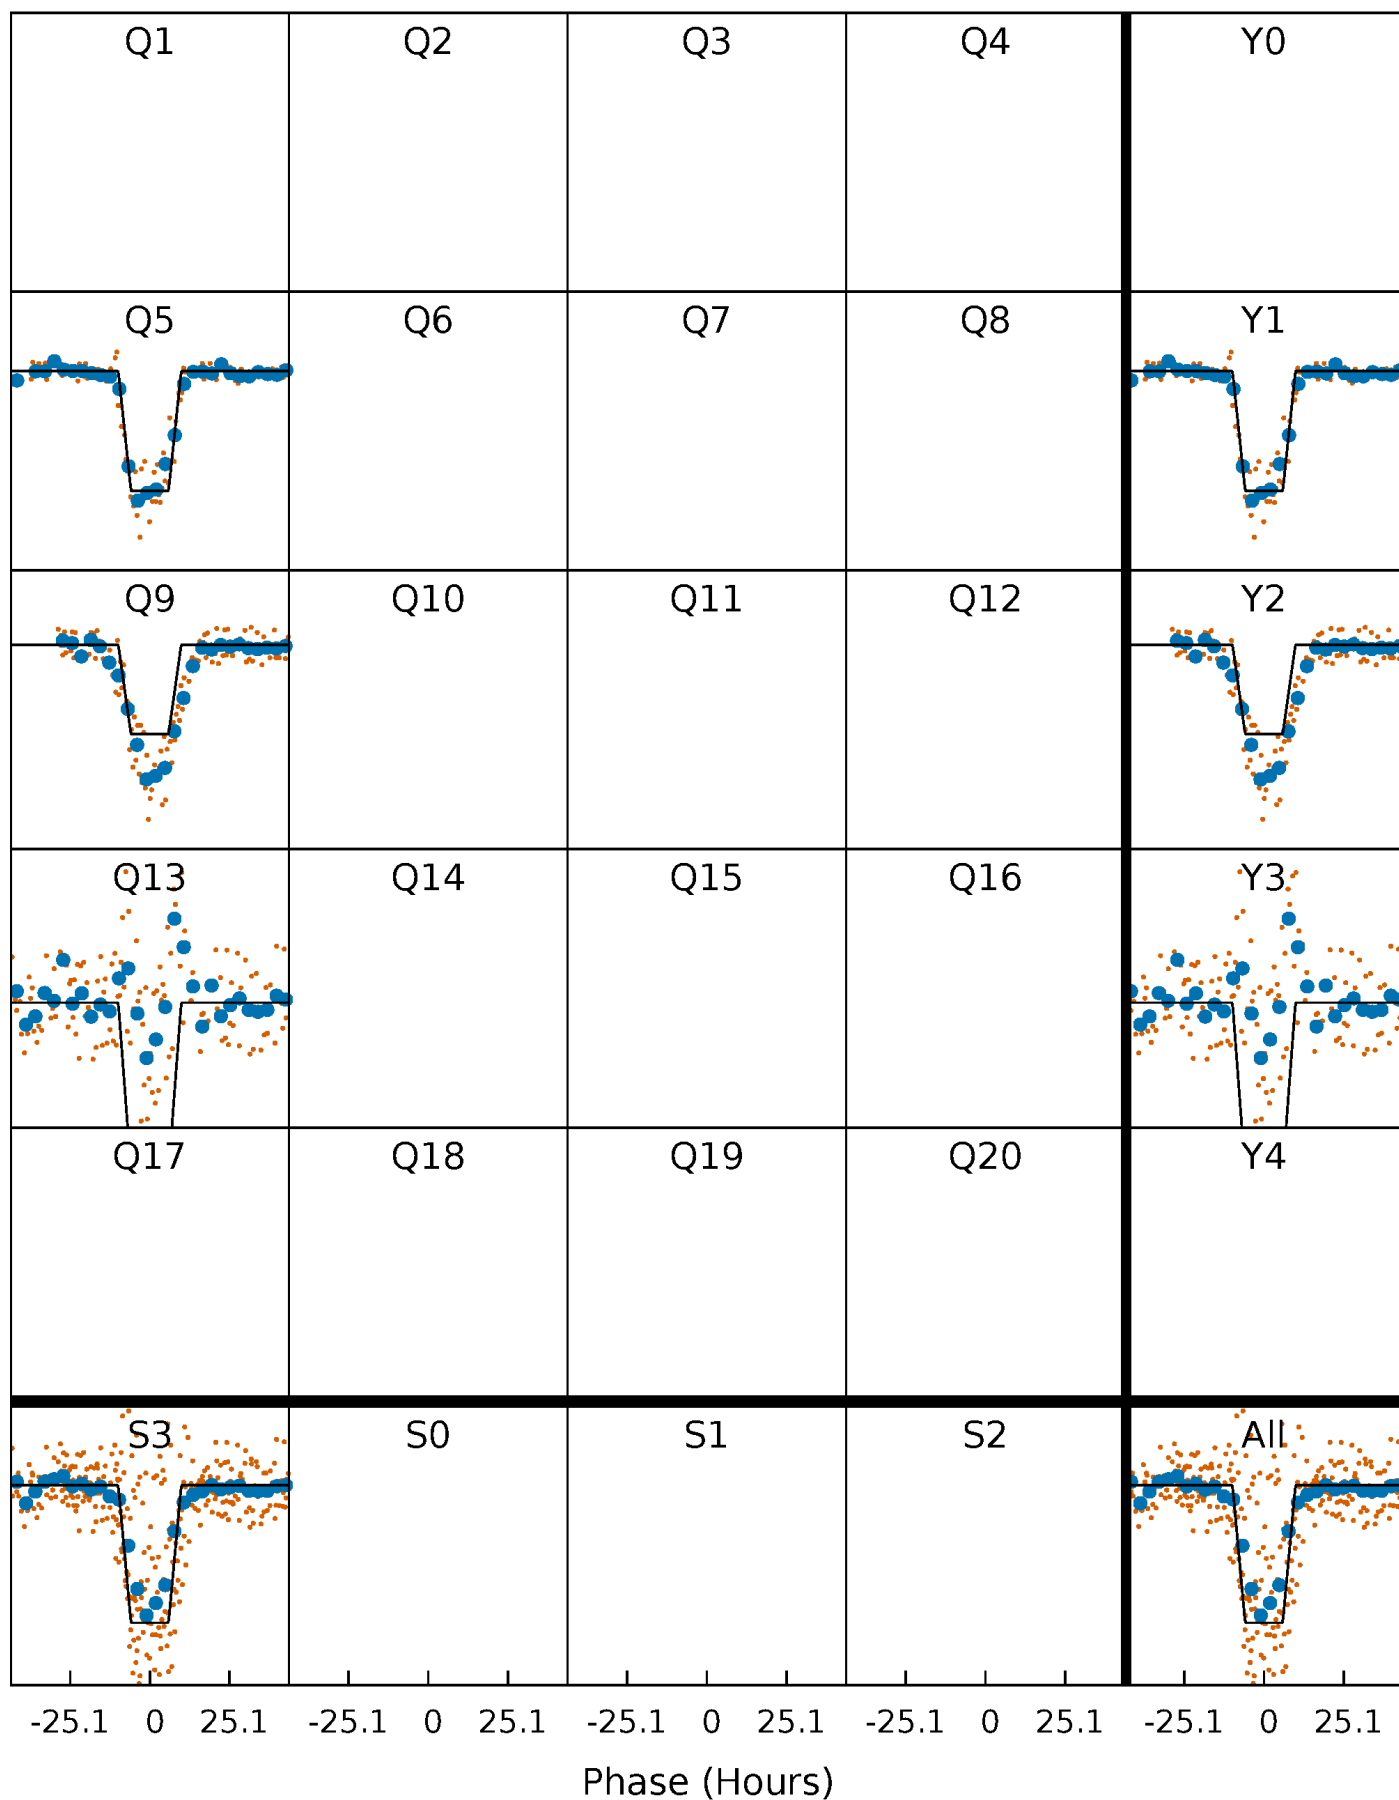 Q1 Q2 Q3 Q4 Y0
Q5 Q6 Q7 Q8 Y1
Q9 Q10 Q11 Q12 Y2
Q13 Q14 Q15 Q16 Y3
Q17 Q18 Q19 Q20 Y4
S3 S0 S1 S2 All
-25.1 0 25.1 -25.1 0 25.1 -25.1 0 25.1 -25.1 0 25.1 -25.1 0 25.1
Phase (Hours)